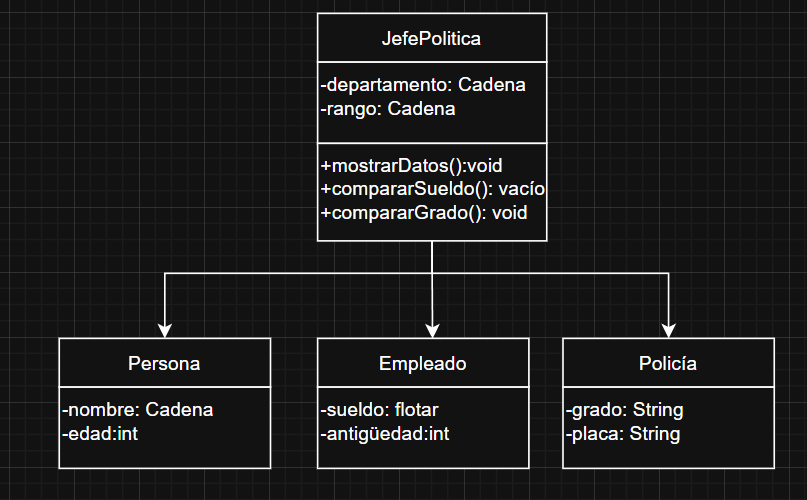 JefePolitica
-departamento: Cadena
-rango: Cadena
+mostrarDatos():void
+compararSueldo(): vacío
+compararGrado(): void
Persona
-nombre: Cadena
-edad:int
Empleado
-sueldo: flotar
-antigüedad:int
Policía
-grado: String
-placa: String